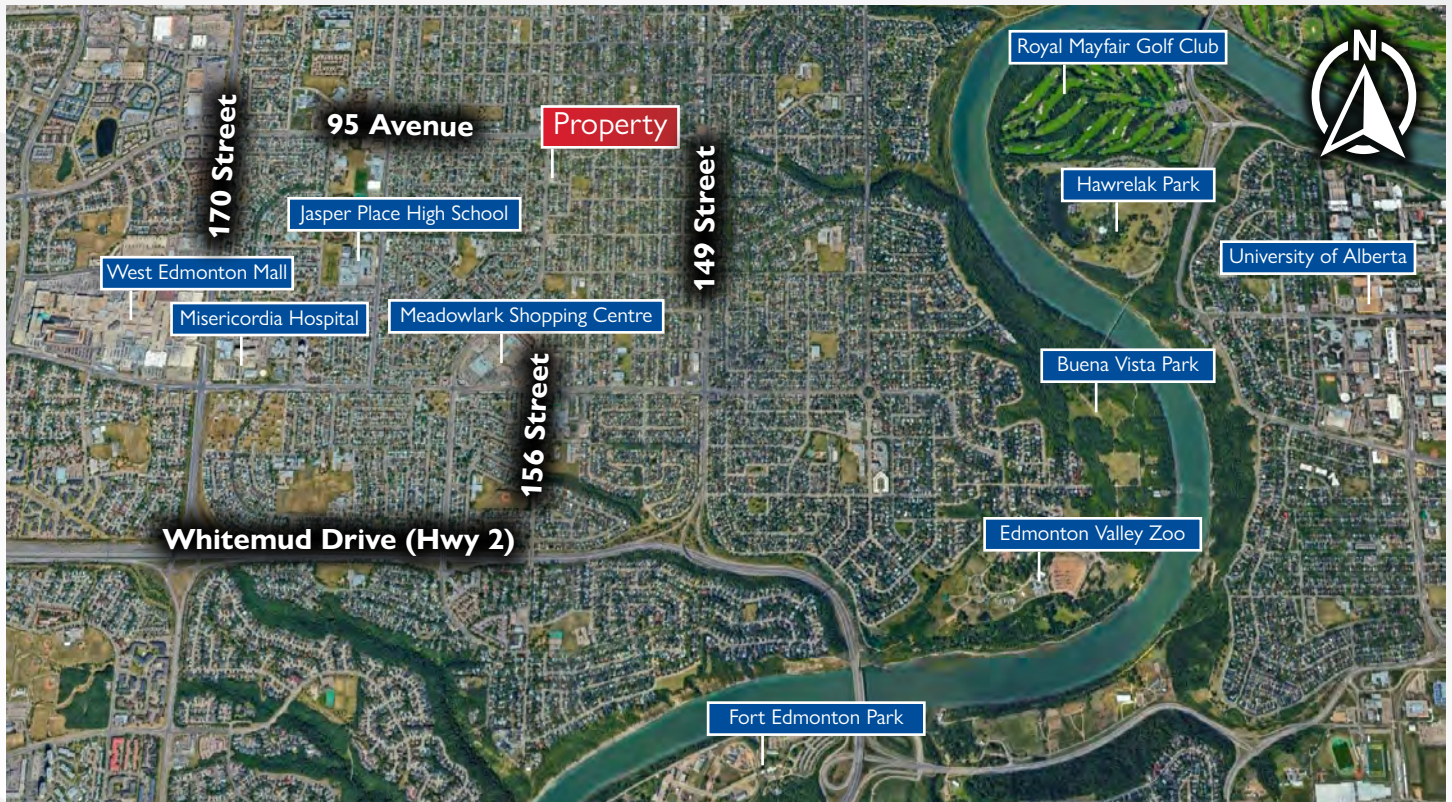 Royal Mayfair Golf Club
N
95 Avenue
Property
170 Street
149 Street
Hawrelak Park
Jasper Place High School
University of Alberta
West Edmonton Mall
Misericordia Hospital
Meadowlark Shopping Centre
Buena Vista Park
156 Street
Whitemud Drive (Hwy 2)
Edmonton Valley Zoo
Fort Edmonton Park